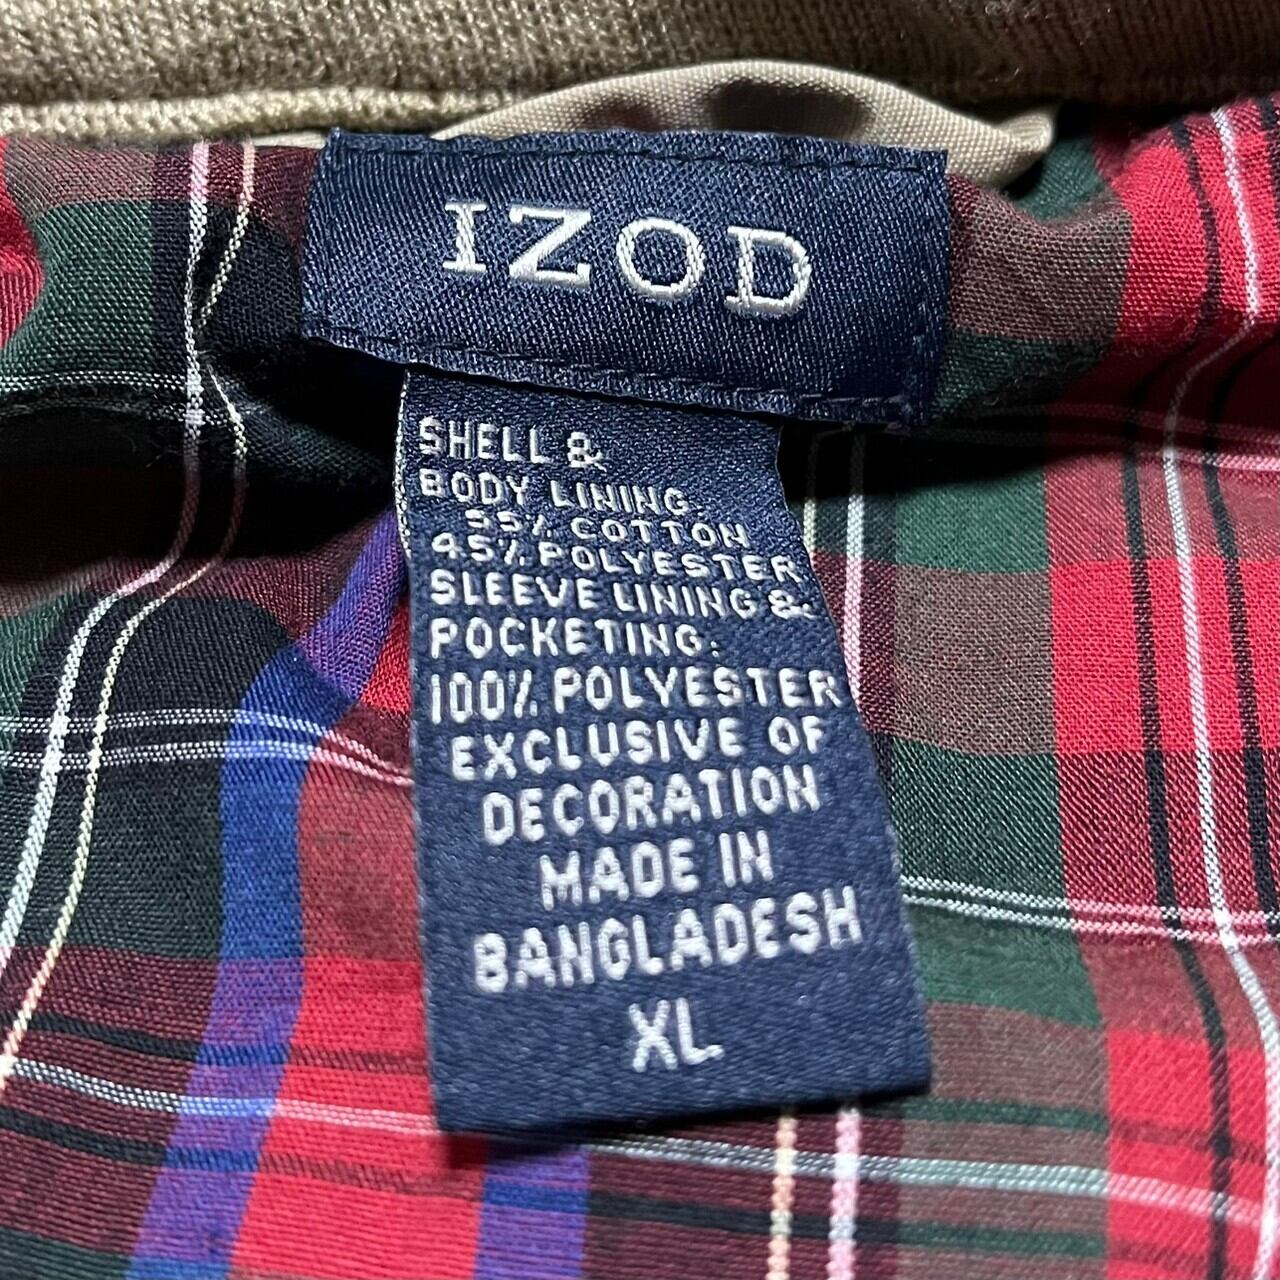 IZOD
SHELL &
BODY LINING
55% COTTON
45% POLYESTER
SLEEVE LINING &
POCKETING:
100% POLYESTER
EXCLUSIVE OF
DECORATION
MADE IN
BANGLADESH
XL